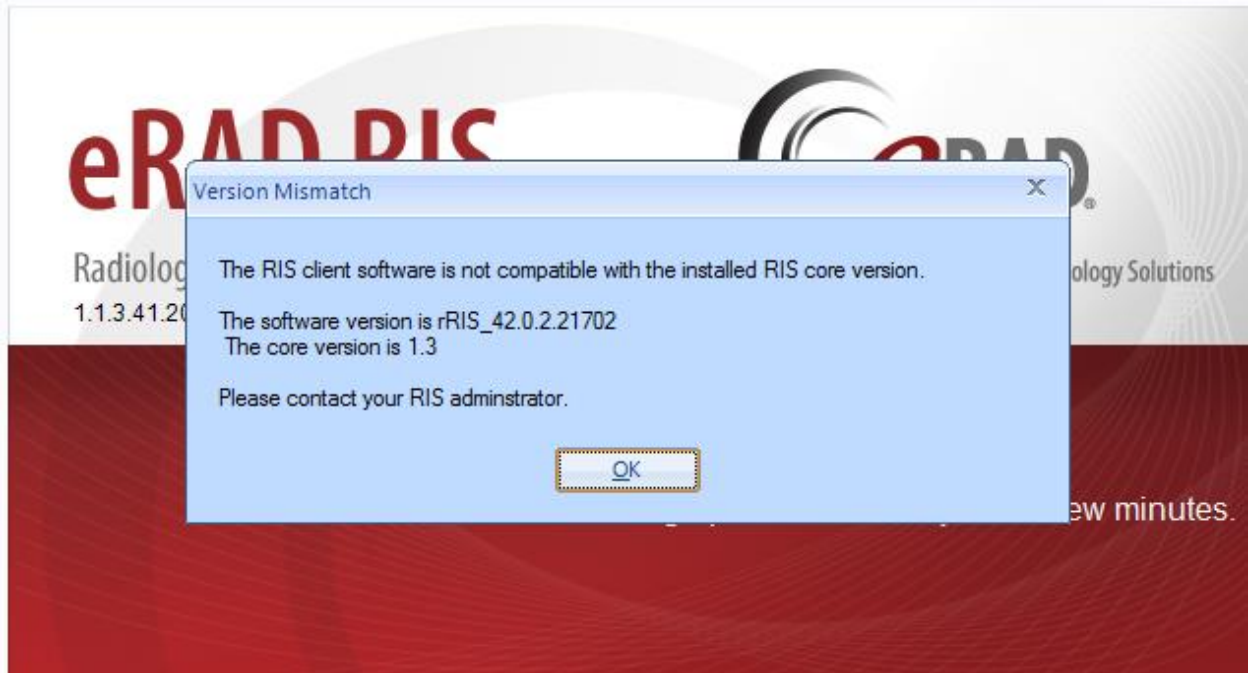 eRAD RIS
eRAD
®
Version Mismatch
X
Radiolog
ology Solutions
1.1.3.41.20
The RIS client software is not compatible with the installed RIS core version.
The software version is rRIS_42.0.2.21702
The core version is 1.3
Please contact your RIS adminstrator.
OK
ew minutes.